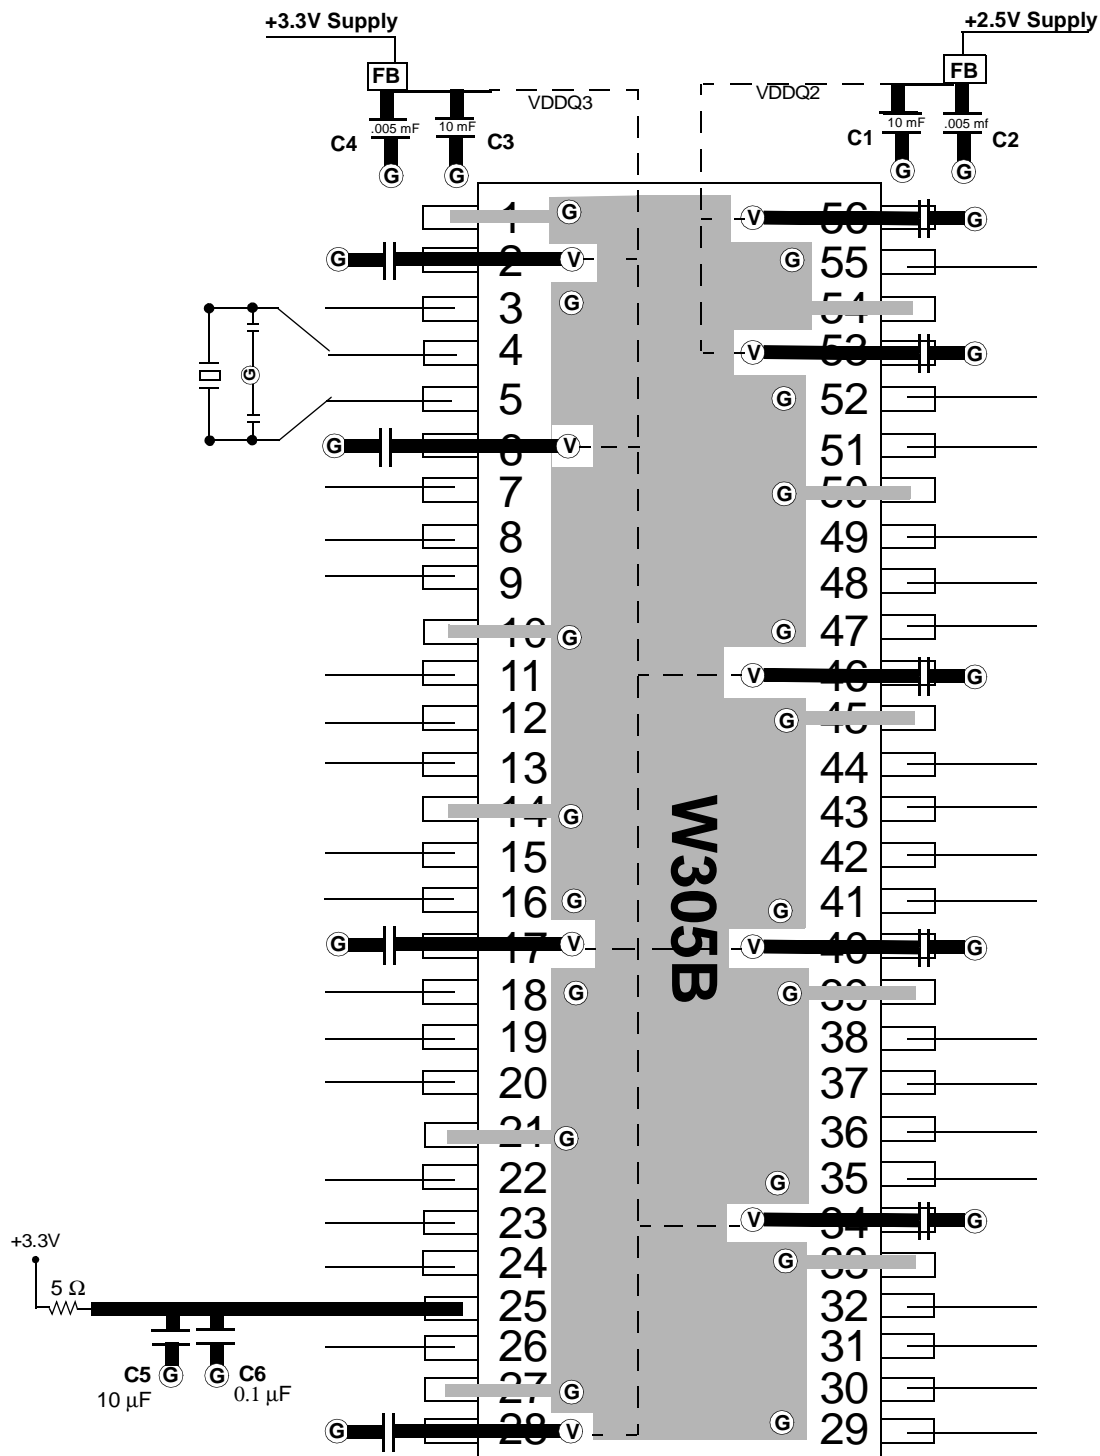 +3.3V Supply
+2.5V Supply
FB
FB
VDDQ3
VDDQ2
.005 mF
10 mF
C4
C3
10 mF
.005 mf
C1
C2
G
G
G
G
1
G
V
56
G
G
2
V
G
55
3
G
54
4
V
53
G
G
5
G
52
G
6
V
51
7
G
50
8
49
9
48
10
G
G
47
11
V
46
G
12
G
45
13
44
14
G
43
15
42
16
G
G
41
G
17
V
V
40
G
18
G
G
39
19
38
20
37
21
G
36
22
G
35
23
V
34
G
24
G
33
W305B
+3.3V
5 Ω
25
32
26
31
C5
G
G
C6
10 µF
0.1 µF
27
G
30
G
28
V
G
29